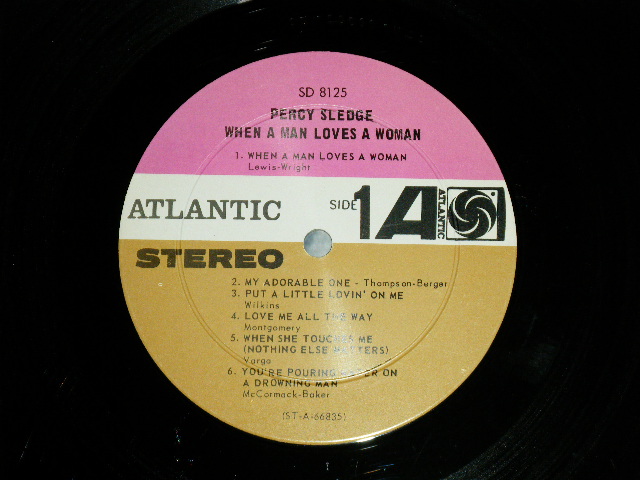 SD 8125
PERCY SLEDGE
WHEN A MAN LOVES A WOMAN
1. WHEN A MAN LOVES A WOMAN
Lewis-Wright
ATLANTIC
SIDE 1 A
ATLANTIC
STEREO
2. MY ADORABLE ONE - Thompson-Berger
3. PUT A LITTLE LOVIN' ON ME
Wilkins
4. LOVE ME ALL THE WAY
Montgomery
5. WHEN SHE TOUCHES ME
(NOTHING ELSE MATTERS)
Vargo
6. YOU'RE POURING WATER ON
A DROWNING MAN
McCormack-Baker
(ST-A-66835)